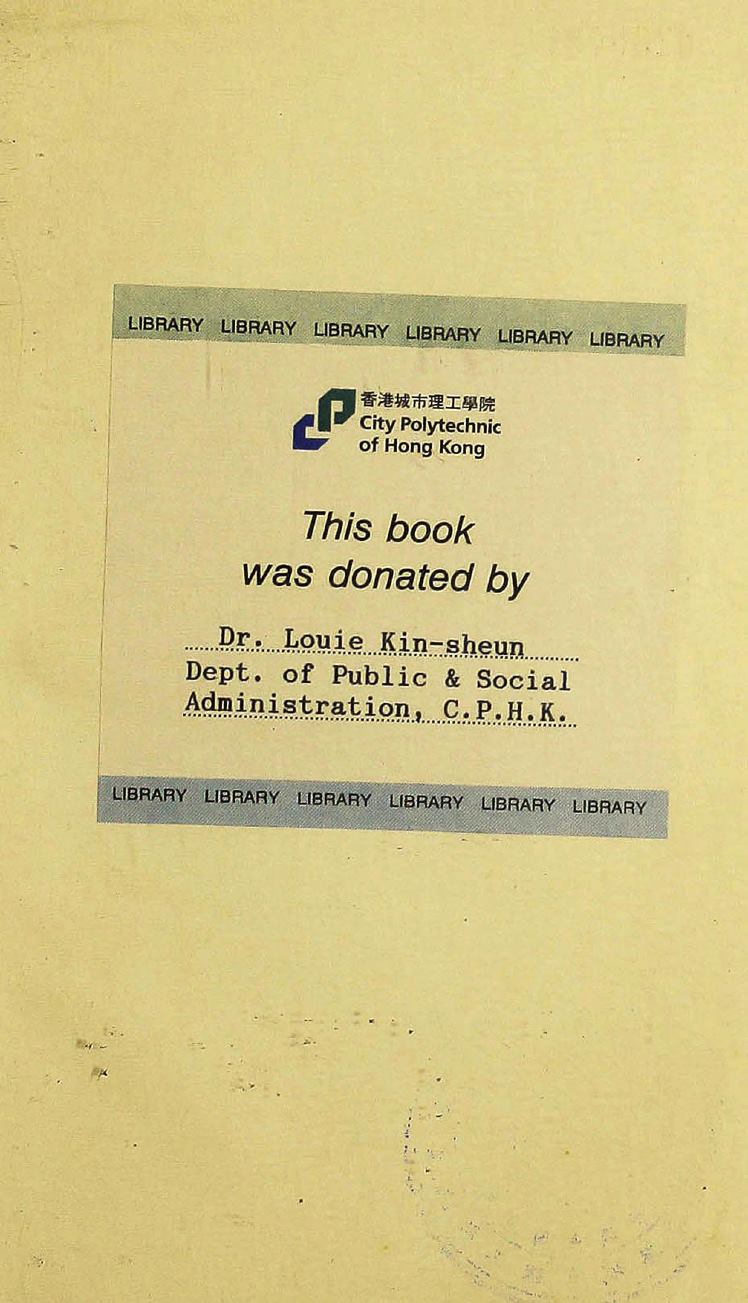 LIBRARY LIBRARY LIBRARY LIBRARY LIBRARY LIBRARY
香港城市理工學院
City Polytechnic
of Hong Kong
This book
was donated by
Dr. Louie Kin-sheun
Dept. of Public & Social
Administration, C.P.H.K.
LIBRARY LIBRARY LIBRARY LIBRARY LIBRARY LIBRARY